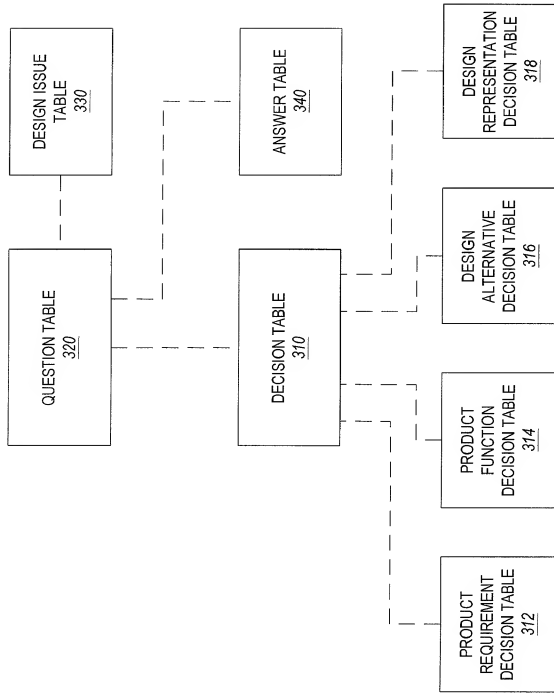 DESIGN ISSUE
TABLE
330
QUESTION TABLE
320
ANSWER TABLE
340
DECISION TABLE
310
DESIGN
REPRESENTATION
DECISION TABLE
318
DESIGN
ALTERNATIVE
DECISION TABLE
316
PRODUCT
FUNCTION
DECISION TABLE
314
PRODUCT
REQUIREMENT
DECISION TABLE
312